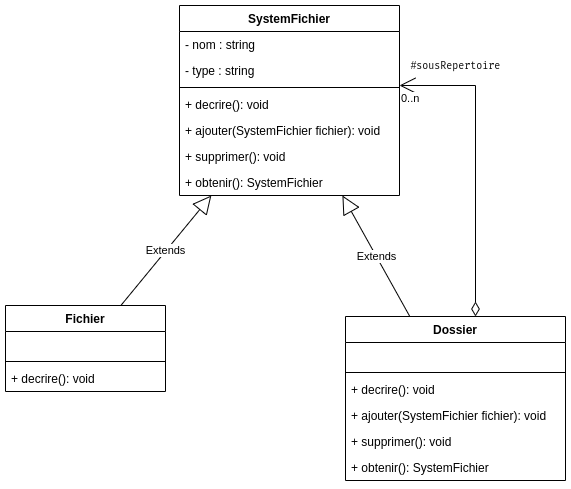 SystemFichier
- nom : string
- type : string
#sousRepertoire
0..n
+ decrire(): void
+ ajouter(SystemFichier fichier): void
+ supprimer(): void
+ obtenir(): SystemFichier
Extends
Extends
Fichier
+ decrire(): void
Dossier
+ decrire(): void
+ ajouter(SystemFichier fichier): void
+ supprimer(): void
+ obtenir(): SystemFichier